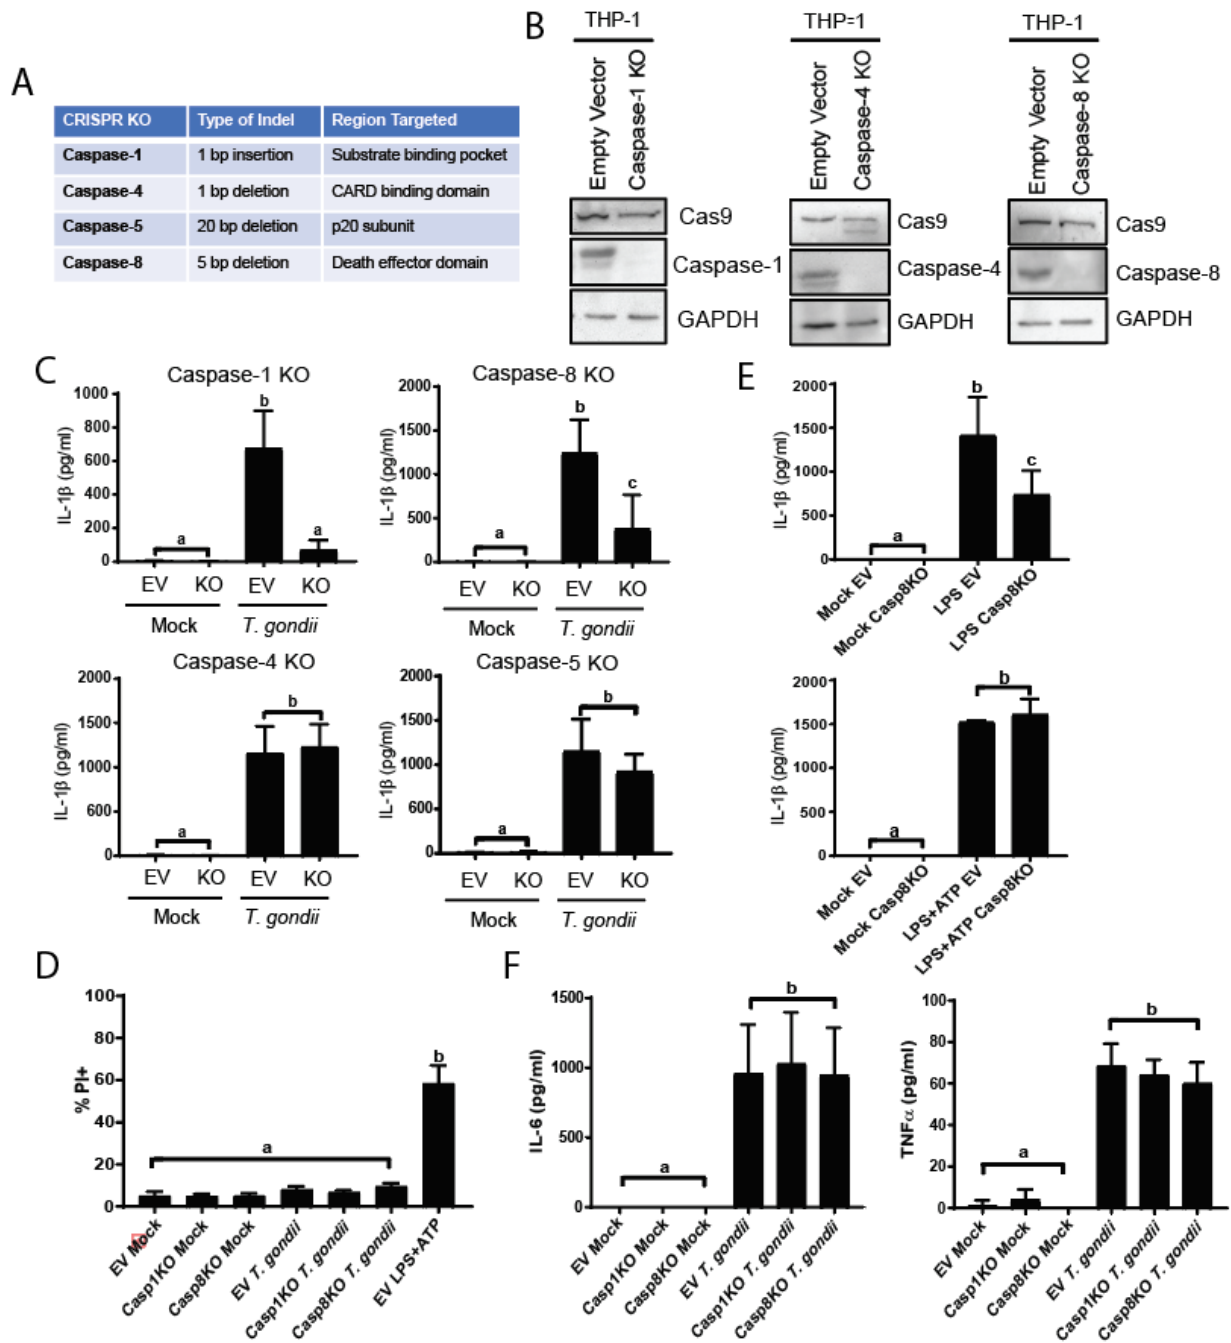 A
CRISPR KO Type of Indel Region Targeted
Caspase-1 1 bp insertion Substrate binding pocket
Caspase-4 1 bp deletion CARD binding domain
Caspase-5 20 bp deletion p20 subunit
Caspase-8 5 bp deletion Death effector domain
B
THP-1
Empty Vector
Caspase-1 KO
Cas9
Caspase-1
GAPDH
THP=1
Empty Vector
Caspase-4 KO
Cas9
Caspase-4
GAPDH
THP-1
Empty Vector
Caspase-8 KO
Cas9
Caspase-8
GAPDH
C
Caspase-1 KO
IL-1β (pg/ml)
1000
800
600
400
200
0
a
b
a
EV KO EV KO
Mock T. gondii
Caspase-8 KO
IL-1β (pg/ml)
2000
1500
1000
500
0
a
b
c
EV KO EV KO
Mock T. gondii
Caspase-4 KO
IL-1β (pg/ml)
2000
1500
1000
600
0
a
b
EV KO EV KO
Mock T. gondii
Caspase-5 KO
IL-1β (pg/ml)
2000
1500
1000
600
0
a
b
EV KO EV KO
Mock T. gondii
D
% PI+
100
80
60
40
20
0
a
b
EV Mock
Casp1KO Mock
Casp8KO Mock
EV T. gondii
Casp1KO T. gondii
Casp8KO T. gondii
EV LPS+ATP
E
IL-1β (pg/ml)
2000
1500
1000
500
0
a
b
c
Mock EV
Mock Casp8KO
LPS EV
LPS Casp8KO
IL-1β (pg/ml)
2000
1500
1000
500
0
a
b
Mock EV
Mock Casp8KO
LPS+ATP EV
LPS+ATP Casp8KO
F
IL-6 (pg/ml)
1500
1000
500
0
a
b
EV Mock
Casp1KO Mock
Casp8KO Mock
EV T. gondii
Casp1KO T. gondii
Casp8KO T. gondii
TNFα (pg/ml)
100
80
60
40
20
0
a
b
EV Mock
Casp1KO Mock
Casp8KO Mock
EV T. gondii
Casp1KO T. gondii
Casp8KO T. gondii